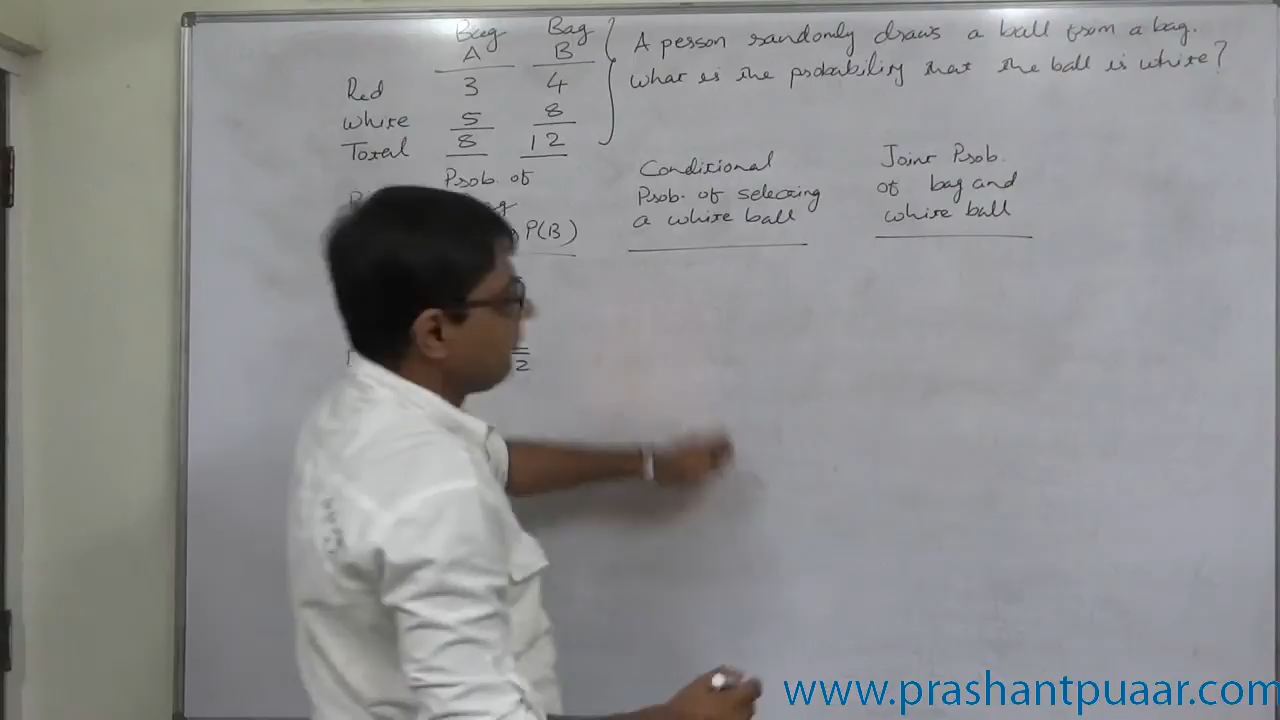 Bag Bag
A B
Red 3 4
White 5 8
Total 8 12
A person randomly draws a ball from a bag.
What is the probability that the ball is white?
Prob. of
P(B)
2
Conditional
Prob. of selecting
a white ball
Joint Prob.
of bag and
white ball
www.prashantpuaar.com